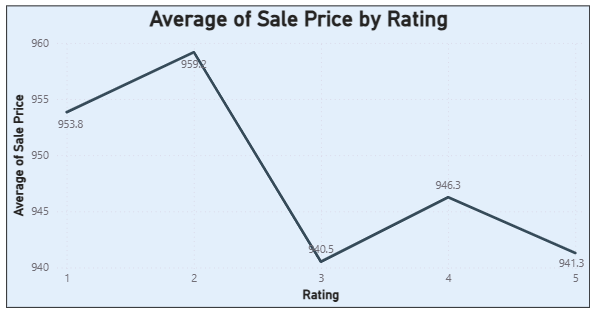 Average of Sale Price by Rating
Average of Sale Price
960
955
950
945
940
953.8
959.2
940.5
946.3
941.3
1 2 3 4 5
Rating